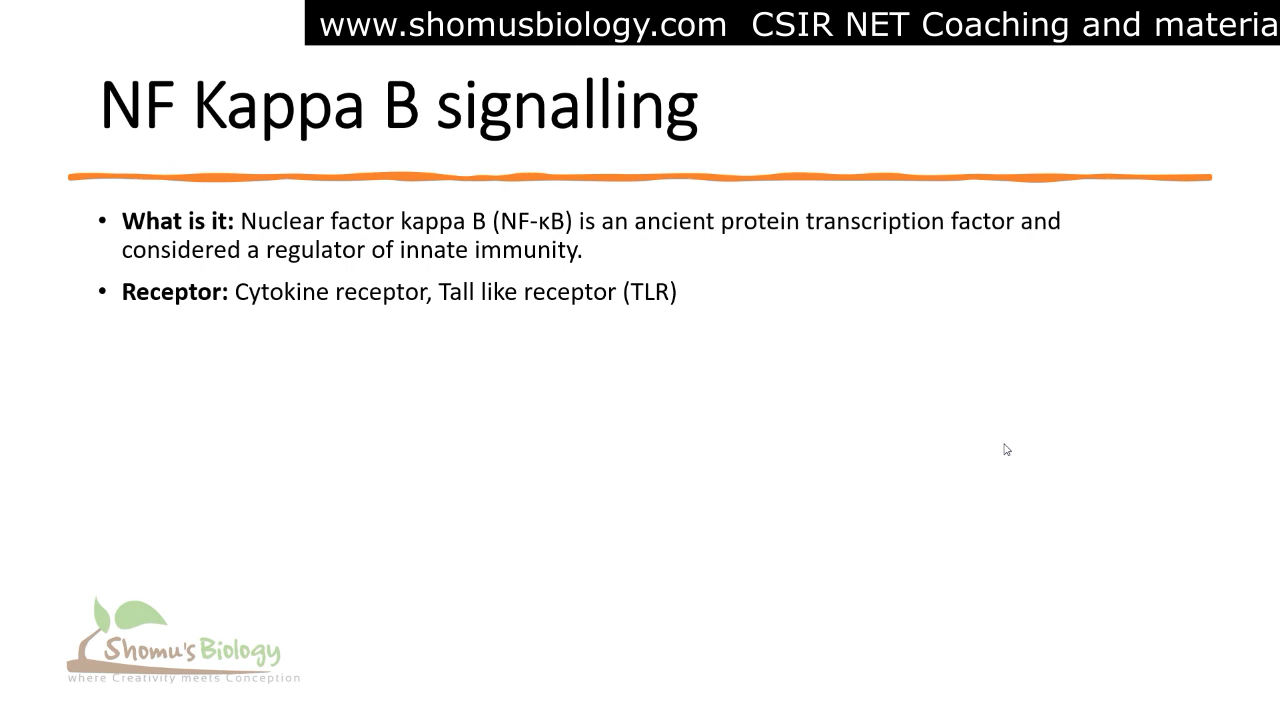 www.shomusbiology.com CSIR NET Coaching and materia
NF Kappa B signalling
• What is it: Nuclear factor kappa B (NF-κB) is an ancient protein transcription factor and
considered a regulator of innate immunity.
• Receptor: Cytokine receptor, Tall like receptor (TLR)
Shomu's Biology
where Creativity meets Conception